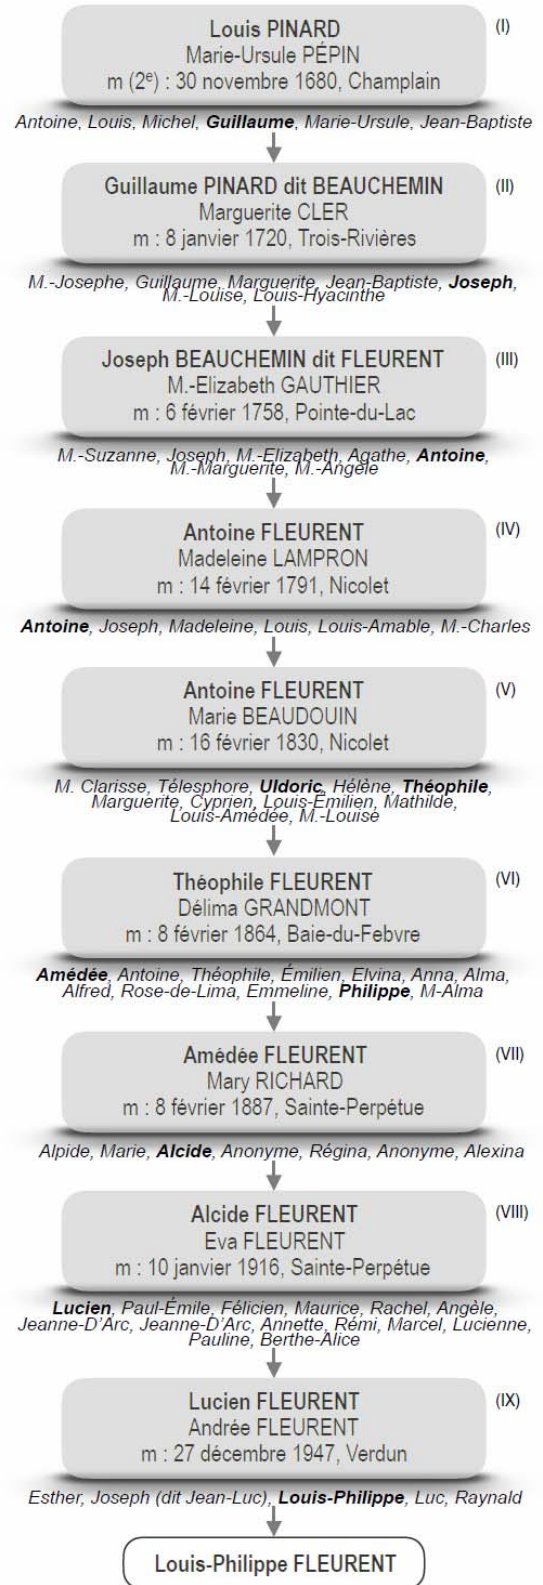 Louis PINARD
(I)
Marie-Ursule PÉPIN
m (2e) : 30 novembre 1680, Champlain
Antoine, Louis, Michel, Guillaume, Marie-Ursule, Jean-Baptiste
Guillaume PINARD dit BEAUCHEMIN
(II)
Marguerite CLER
m : 8 janvier 1720, Trois-Rivières
M.-Josephe, Guillaume, Marguerite, Jean-Baptiste, Joseph,
M.-Louise, Louis-Hyacinthe
Joseph BEAUCHEMIN dit FLEURENT
(III)
M.-Elizabeth GAUTHIER
m : 6 février 1758, Pointe-du-Lac
M.-Suzanne, Joseph, M.-Elizabeth, Agathe, Antoine,
M.-Marguerite, M.-Angèle
Antoine FLEURENT
(IV)
Madeleine LAMPRON
m : 14 février 1791, Nicolet
Antoine, Joseph, Madeleine, Louis, Louis-Amable, M.-Charles
Antoine FLEURENT
(V)
Marie BEAUDOUIN
m : 16 février 1830, Nicolet
M. Clarisse, Télesphore, Uldoric, Hélène, Théophile,
Marguerite, Cyprien, Louis-Émilien, Mathilde,
Louis-Amédée, M.-Louise
Théophile FLEURENT
(VI)
Délima GRANDMONT
m : 8 février 1864, Baie-du-Febvre
Amédée, Antoine, Théophile, Émilien, Elvina, Anna, Alma,
Alfred, Rose-de-Lima, Emmeline, Philippe, M-Alma
Amédée FLEURENT
(VII)
Mary RICHARD
m : 8 février 1887, Sainte-Perpétue
Alpide, Marie, Alcide, Anonyme, Régina, Anonyme, Alexina
Alcide FLEURENT
(VIII)
Eva FLEURENT
m : 10 janvier 1916, Sainte-Perpétue
Lucien, Paul-Émile, Félicien, Maurice, Rachel, Angèle,
Jeanne-D'Arc, Jeanne-D'Arc, Annette, Rémi, Marcel, Lucienne,
Pauline, Berthe-Alice
Lucien FLEURENT
(IX)
Andrée FLEURENT
m : 27 décembre 1947, Verdun
Esther, Joseph (dit Jean-Luc), Louis-Philippe, Luc, Raynald
Louis-Philippe FLEURENT